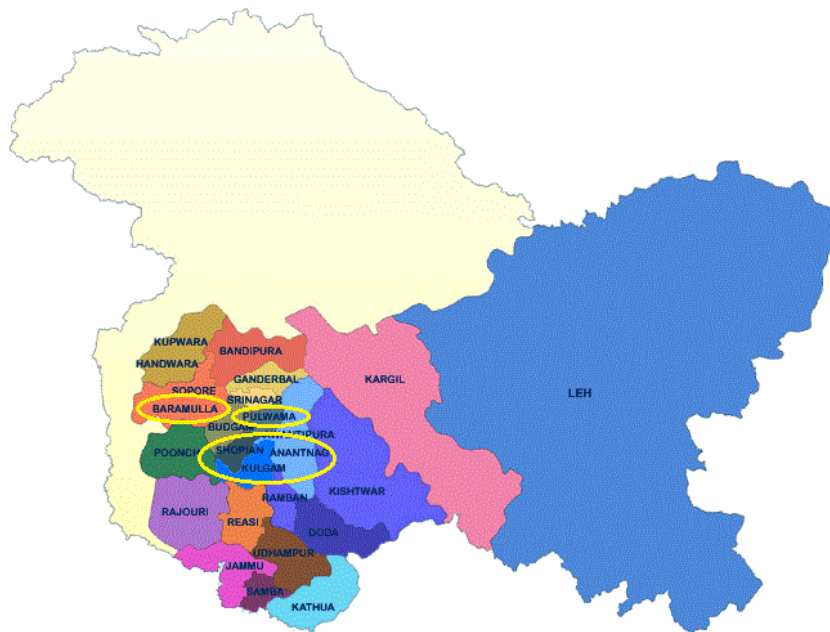 KUPWARA
BANDIPURA
HANDWARA
KARGIL
GANDERBAL
SOPORE
LEH
SRINAGAR
BARAMULLA
PULWAMA
BUDGAM
POONCH
SHOPIAN
ANANTNAG
KULGAM
KISHTWAR
RAMBAN
RAJOURI
REASI
DODA
UDHAMPUR
JAMMU
SAMBA
KATHUA